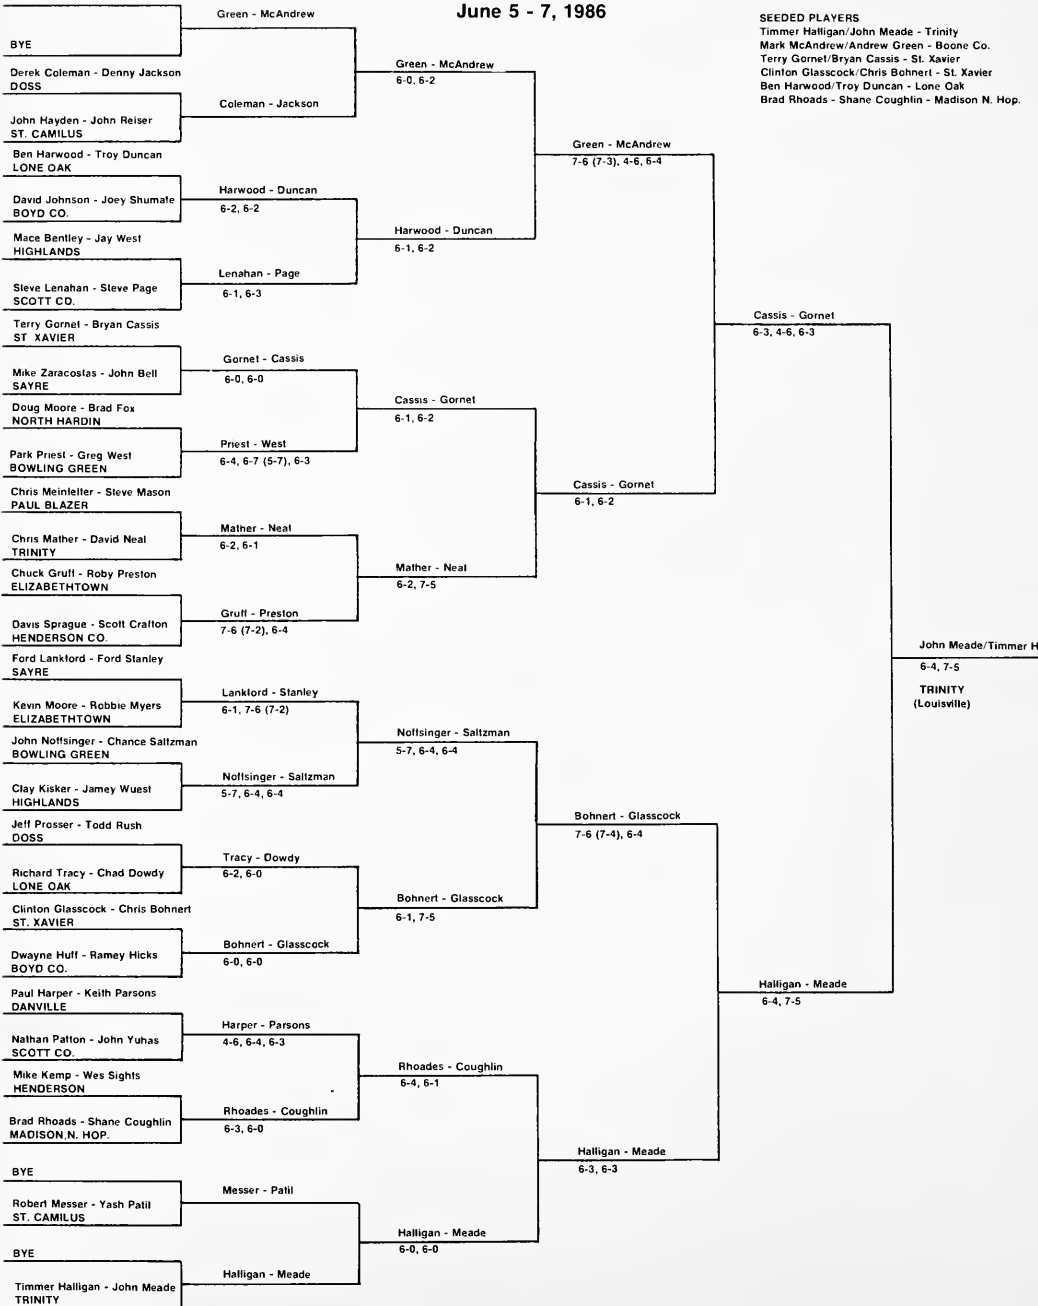 June 5 - 7, 1986
SEEDED PLAYERS
Timmer Halligan/John Meade - Trinity
Mark McAndrew/Andrew Green - Boone Co.
Terry Gornet/Bryan Cassis - St. Xavier
Clinton Glasscock/Chris Bohnert - St. Xavier
Ben Harwood/Troy Duncan - Lone Oak
Brad Rhoads - Shane Coughlin - Madison N. Hop.
BYE
Derek Coleman - Denny Jackson
DOSS
John Hayden - John Reiser
ST. CAMILUS
Ben Harwood - Troy Duncan
LONE OAK
David Johnson - Joey Shumate
BOYD CO.
Mace Bentley - Jay West
HIGHLANDS
Steve Lenahan - Steve Page
SCOTT CO.
Terry Gornet - Bryan Cassis
ST XAVIER
Mike Zaracostas - John Bell
SAYRE
Doug Moore - Brad Fox
NORTH HARDIN
Park Priest - Greg West
BOWLING GREEN
Chris Meinlelter - Steve Mason
PAUL BLAZER
Chris Mather - David Neal
TRINITY
Chuck Gruff - Roby Preston
ELIZABETHTOWN
Davis Sprague - Scott Crafton
HENDERSON CO.
Ford Lankford - Ford Stanley
SAYRE
Kevin Moore - Robbie Myers
ELIZABETHTOWN
John Noffsinger - Chance Saltzman
BOWLING GREEN
Clay Kisker - Jamey Wuest
HIGHLANDS
Jeff Prosser - Todd Rush
DOSS
Richard Tracy - Chad Dowdy
LONE OAK
Clinton Glasscock - Chris Bohnert
ST. XAVIER
Dwayne Huff - Ramey Hicks
BOYD CO.
Paul Harper - Keith Parsons
DANVILLE
Nathan Patton - John Yuhas
SCOTT CO.
Mike Kemp - Wes Sights
HENDERSON
Brad Rhoads - Shane Coughlin
MADISON,N. HOP.
BYE
Robert Messer - Yash Patil
ST. CAMILUS
BYE
Timmer Halligan - John Meade
TRINITY
Green - McAndrew
Coleman - Jackson
Harwood - Duncan
6-2, 6-2
Lenahan - Page
6-1, 6-3
Gornet - Cassis
6-0, 6-0
Priest - West
6-4, 6-7 (5-7), 6-3
Mather - Neal
6-2, 6-1
Gruff - Preston
7-6 (7-2), 6-4
Lankford - Stanley
6-1, 7-6 (7-2)
Noffsinger - Saltzman
5-7, 6-4, 6-4
Tracy - Dowdy
6-2, 6-0
Bohnert - Glasscock
6-0, 6-0
Harper - Parsons
4-6, 6-4, 6-3
Rhoades - Coughlin
6-3, 6-0
Messer - Patil
Halligan - Meade
Green - McAndrew
6-0, 6-2
Harwood - Duncan
6-1, 6-2
Cassis - Gornet
6-1, 6-2
Mather - Neal
6-2, 7-5
Noffsinger - Saltzman
5-7, 6-4, 6-4
Bohnert - Glasscock
6-1, 7-5
Rhoades - Coughlin
6-4, 6-1
Halligan - Meade
6-0, 6-0
Green - McAndrew
7-6 (7-3), 4-6, 6-4
Cassis - Gornet
6-1, 6-2
Bohnert - Glasscock
7-6 (7-4), 6-4
Halligan - Meade
6-3, 6-3
Cassis - Gornet
6-3, 4-6, 6-3
Halligan - Meade
6-4, 7-5
John Meade/Timmer H
6-4, 7-5
TRINITY
(Louisville)